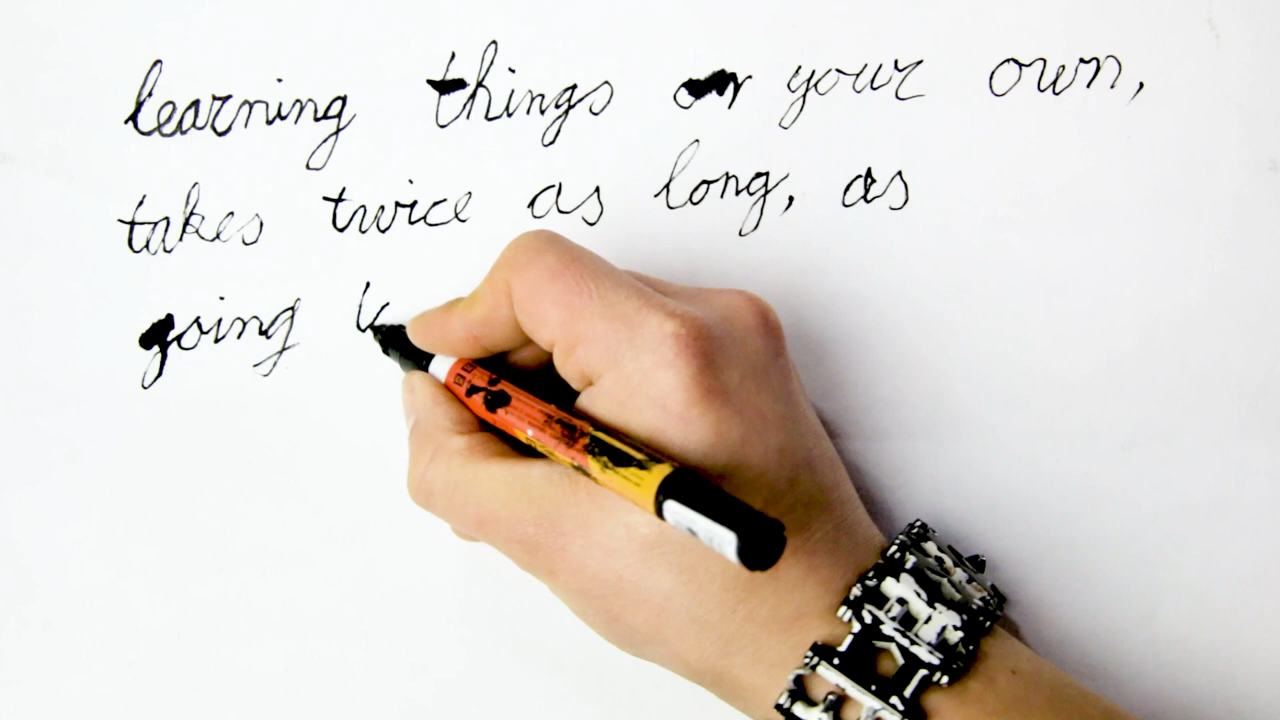 learning things on your own,
takes twice as long, as
going